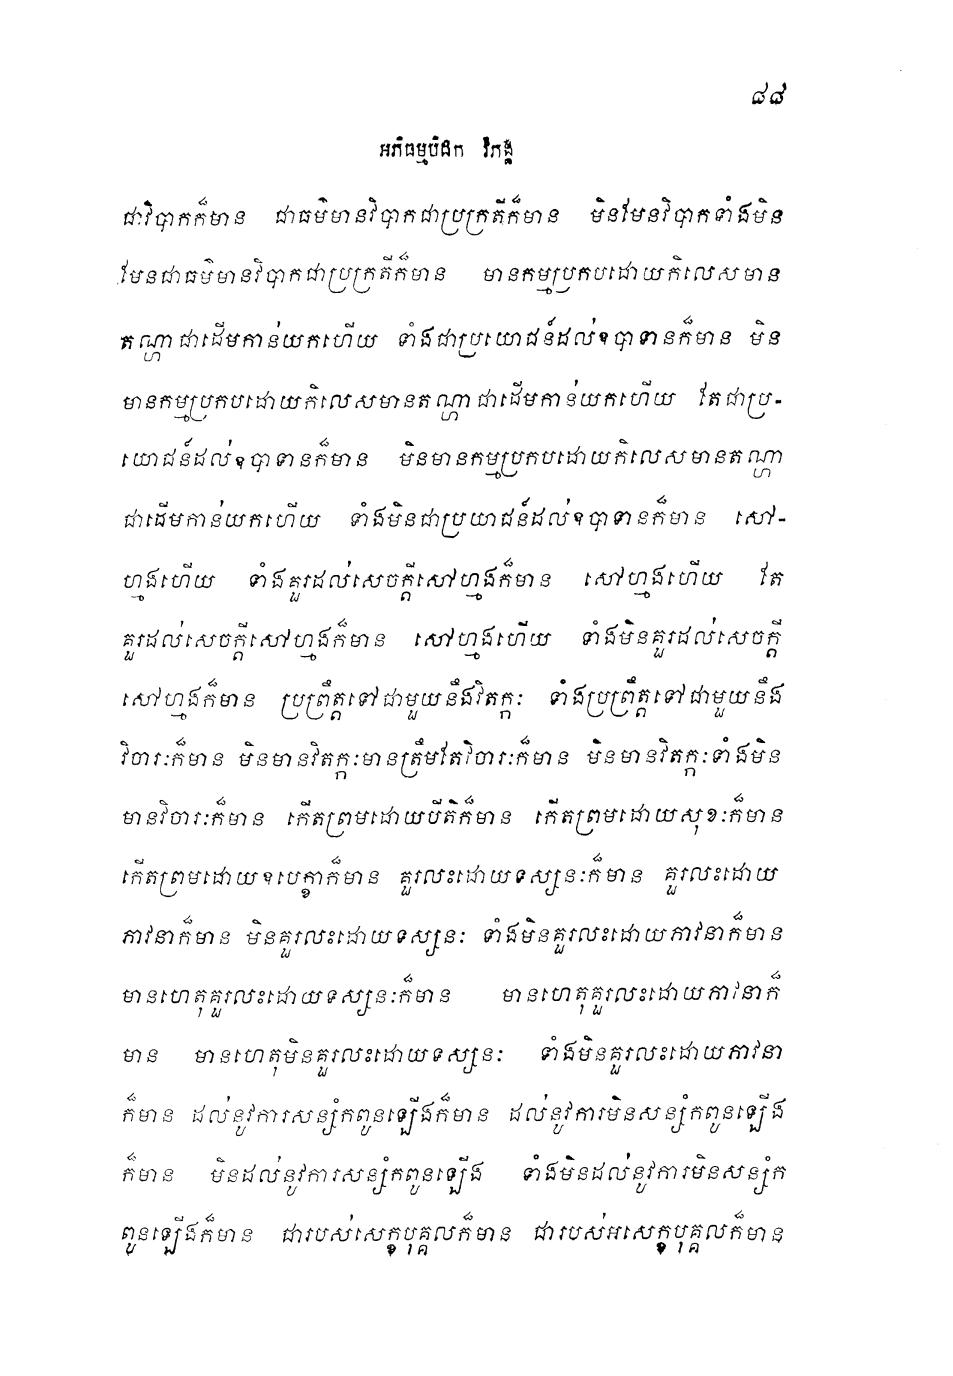 ៨៨
អភិធម្មបិដក វិភង្គ
ជាវិបាកក៏មាន ជាធម៌មានវិបាកជាប្រក្រតីក៏មាន មិនមែនវិបាកទាំងមិន
មែនជាធម៌មានវិបាកជាប្រក្រតីក៏មាន មានកម្មប្រកបដោយកិលេសមាន
តណ្ហាជាដើមកាន់យកហើយ ទាំងជាប្រយោជន៍ដល់ឧបាទានក៏មាន មិន
មានកម្មប្រកបដោយកិលេសមានតណ្ហាជាដើមកាន់យកហើយ តែជាប្រ-
យោជន៍ដល់ឧបាទានក៏មាន មិនមានកម្មប្រកបដោយកិលេសមានតណ្ហា
ជាដើមកាន់យកហើយ ទាំងមិនជាប្រយោជន៍ដល់ឧបាទានក៏មាន សៅ-
ហ្មងហើយ ទាំងគួរដល់សេចក្តីសៅហ្មងក៏មាន សៅហ្មងហើយ តែ
គួរដល់សេចក្តីសៅហ្មងក៏មាន សៅហ្មងហើយ ទាំងមិនគួរដល់សេចក្តី
សៅហ្មងក៏មាន ប្រព្រឹត្តទៅជាមួយនឹងវិតក្កៈ ទាំងប្រព្រឹត្តទៅជាមួយនឹង
វិចារៈក៏មាន មិនមានវិតក្កៈមានត្រឹមតែវិចារៈក៏មាន មិនមានវិតក្កៈទាំងមិន
មានវិចារៈក៏មាន កើតព្រមដោយបីតិក៏មាន កើតព្រមដោយសុខៈក៏មាន
កើតព្រមដោយឧបេក្ខាក៏មាន គួរលះដោយទស្សនៈក៏មាន គួរលះដោយ
ភាវនាក៏មាន មិនគួរលះដោយទស្សនៈ ទាំងមិនគួរលះដោយភាវនាក៏មាន
មានហេតុគួរលះដោយទស្សនៈក៏មាន មានហេតុគួរលះដោយភាវនាក៏
មាន មានហេតុមិនគួរលះដោយទស្សនៈ ទាំងមិនគួរលះដោយភាវនា
ក៏មាន ដល់នូវការសន្សំកពូនឡើងក៏មាន ដល់នូវការមិនសន្សំកពូនឡើង
ក៏មាន មិនដល់នូវការសន្សំកពូនឡើង ទាំងមិនដល់នូវការមិនសន្សំក
ពូនឡើងក៏មាន ជារបស់សេក្ខបុគ្គលក៏មាន ជារបស់អសេក្ខបុគ្គលក៏មាន